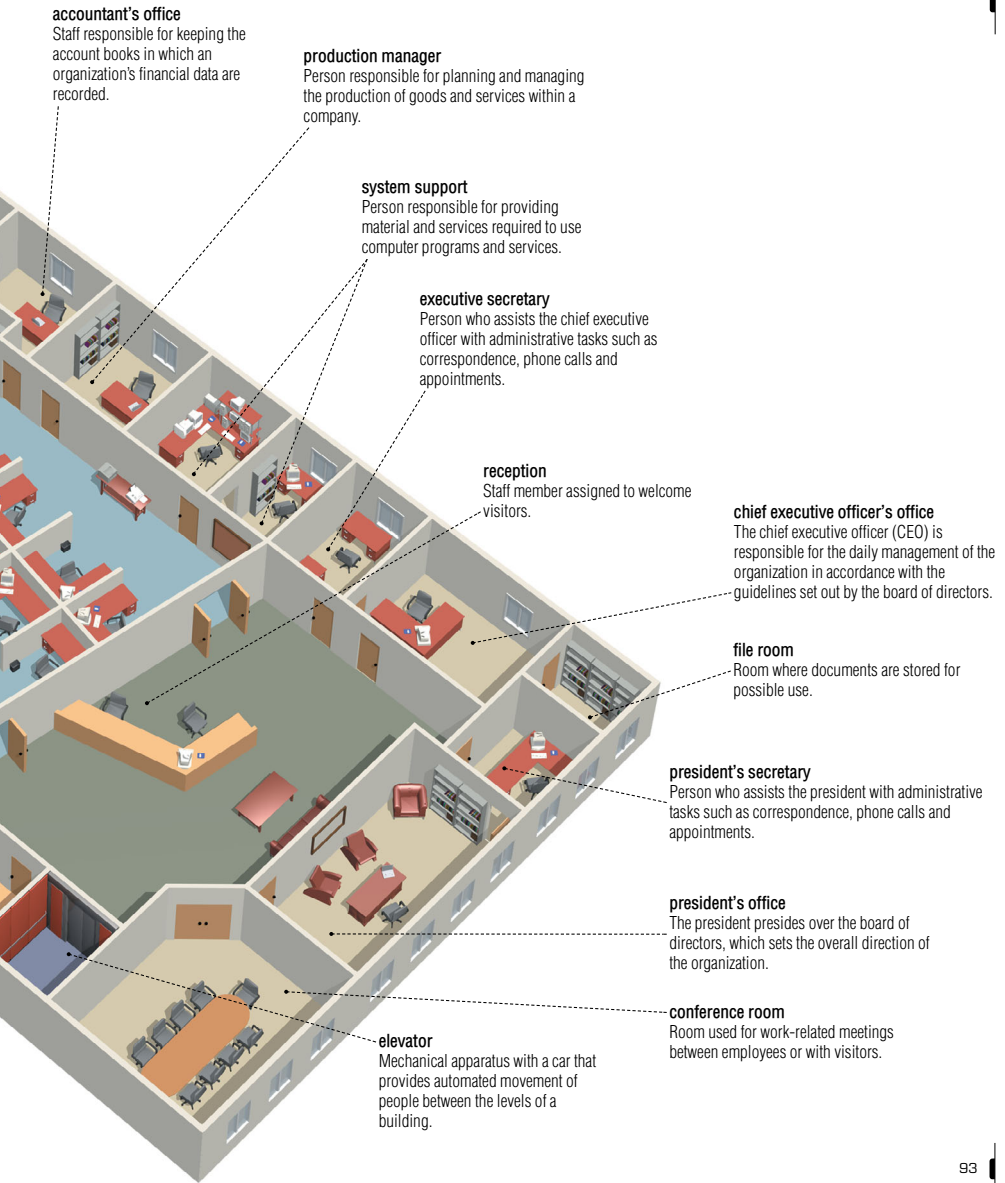 accountant's office
Staff responsible for keeping the
account books in which an
organization's financial data are
recorded.
production manager
Person responsible for planning and managing
the production of goods and services within a
company.
system support
Person responsible for providing
material and services required to use
computer programs and services.
executive secretary
Person who assists the chief executive
officer with administrative tasks such as
correspondence, phone calls and
appointments.
reception
Staff member assigned to welcome
visitors.
chief executive officer's office
The chief executive officer (CEO) is
responsible for the daily management of the
organization in accordance with the
guidelines set out by the board of directors.
file room
Room where documents are stored for
possible use.
president's secretary
Person who assists the president with administrative
tasks such as correspondence, phone calls and
appointments.
president's office
The president presides over the board of
directors, which sets the overall direction of
the organization.
conference room
Room used for work-related meetings
between employees or with visitors.
elevator
Mechanical apparatus with a car that
provides automated movement of
people between the levels of a
building.
93